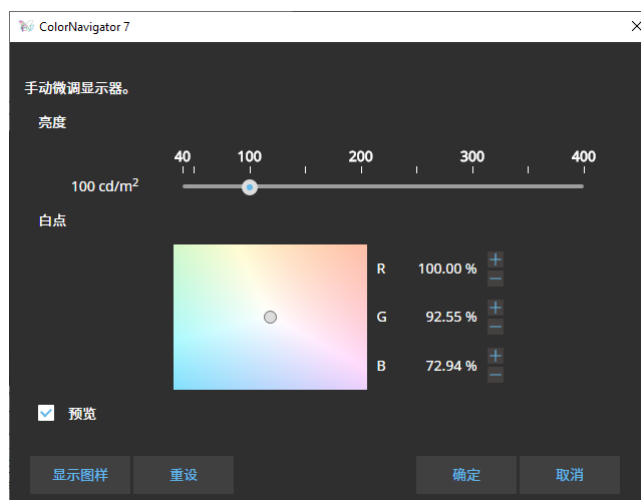 ColorNavigator 7
手动微调显示器。
亮度
40 100 200 300 400
100 cd/m²
白点
R 100.00 %
G 92.55 %
B 72.94 %
预览
显示图样 重设 确定 取消